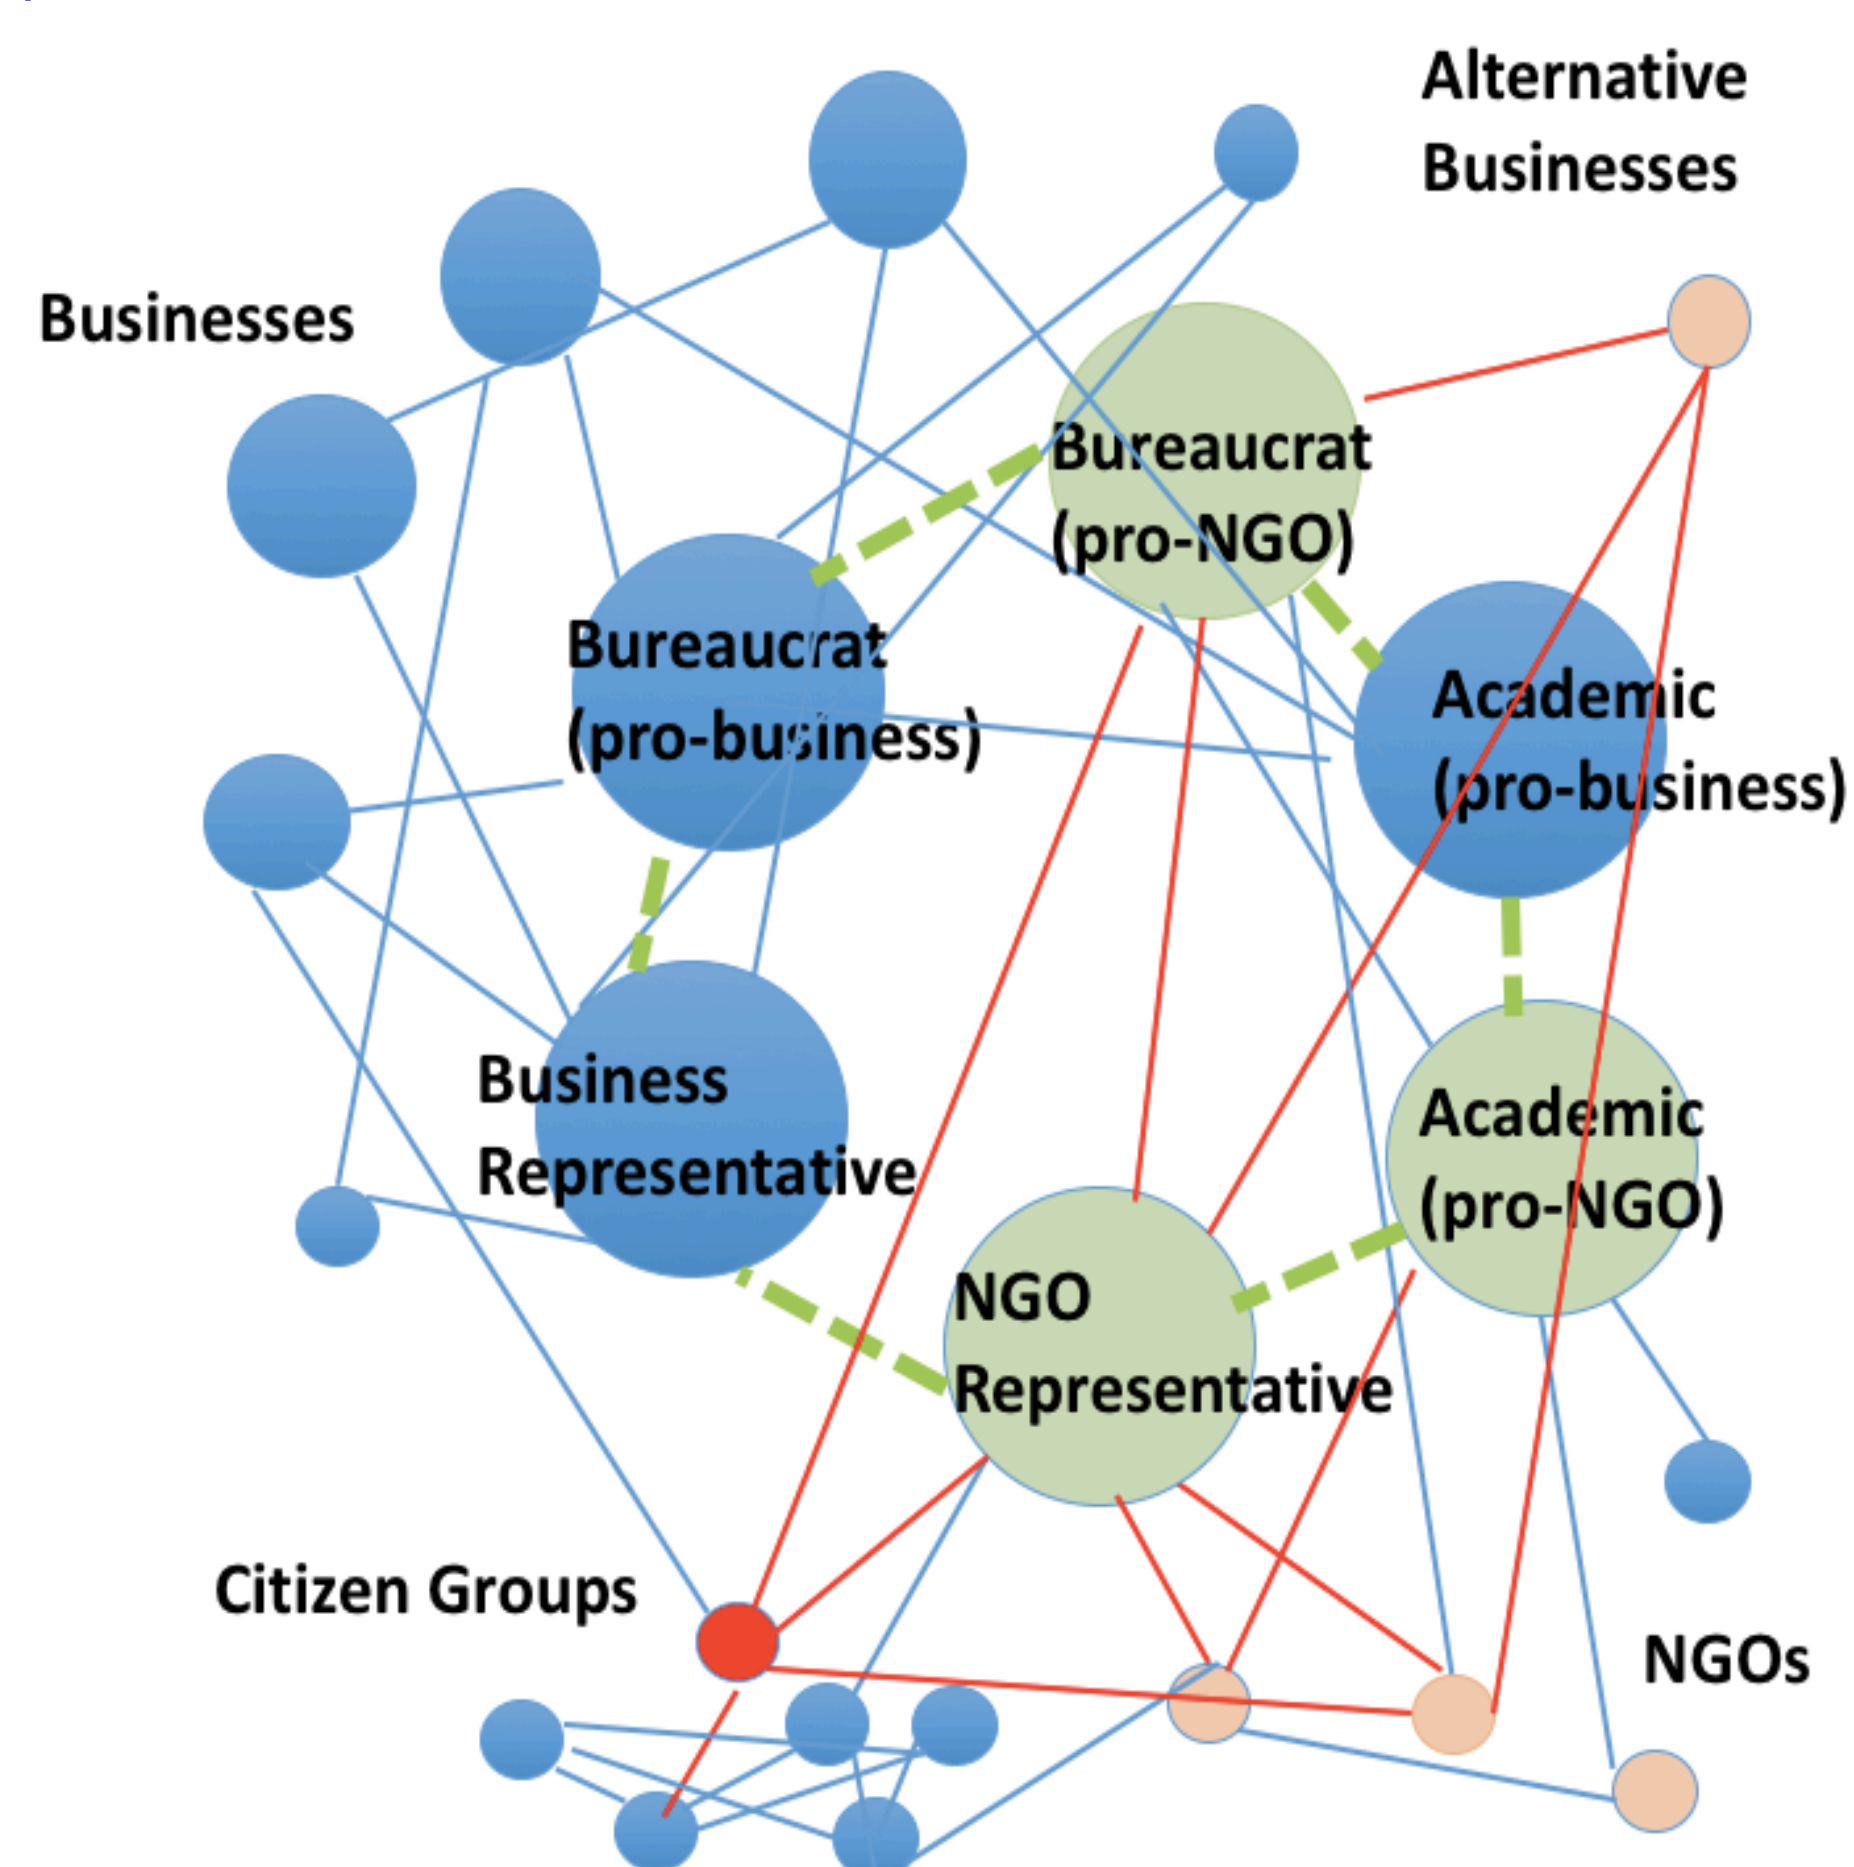 Alternative
Businesses
Businesses
Bureaucrat
(pro-NGO)
Bureaucrat
(pro-business)
Academic
(pro-business)
Business
Representative
Academic
(pro-NGO)
NGO
Representative
Citizen Groups
NGOs